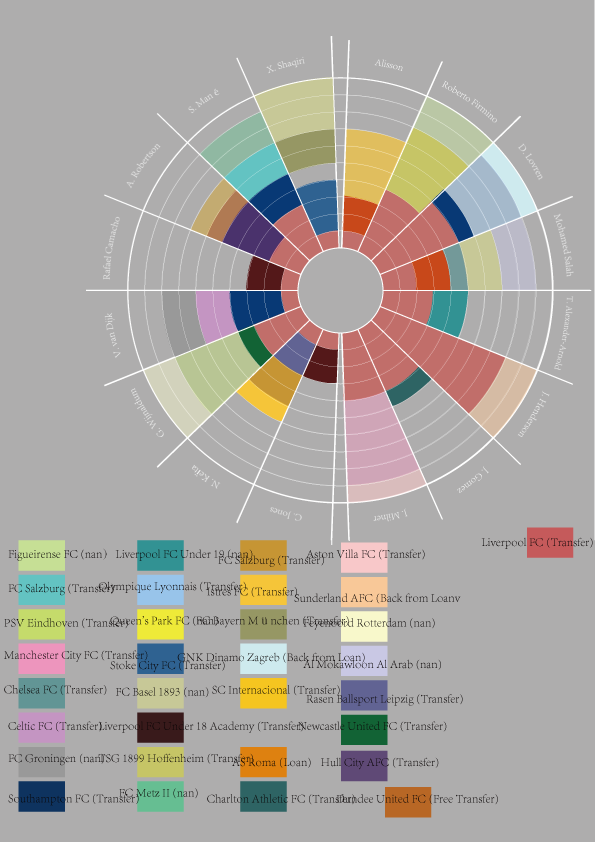 X. Shaqiri
Alisson
S. Man é
Roberto Firmino
A. Robertson
D. Lovren
Rafael Camacho
Mohamed Salah
V. van Dijk
T. Alexander-Arnold
G. Wijnaldum
J. Henderson
N. Keïta
J. Gomez
C. Jones
J. Milner
Liverpool FC (Transfer)
Figueirense FC (nan)
Liverpool FC Under 19 (nan)
FC Salzburg (Transfer)
Aston Villa FC (Transfer)
FC Salzburg (Transfer)
Olympique Lyonnais (Transfer)
Istres FC (Transfer)
Sunderland AFC (Back from Loanv
PSV Eindhoven (Transfer)
Queen's Park FC (nan)
FC Bayern M ü nchen (Transfer)
Feyenoord Rotterdam (nan)
Manchester City FC (Transfer)
Stoke City FC (Transfer)
GNK Dinamo Zagreb (Back from Loan)
Al Mokawloon Al Arab (nan)
Chelsea FC (Transfer)
FC Basel 1893 (nan)
SC Internacional (Transfer)
Rasen Ballsport Leipzig (Transfer)
Celtic FC (Transfer)
Liverpool FC Under 18 Academy (Transfer)
Newcastle United FC (Transfer)
FC Groningen (nan)
TSG 1899 Hoffenheim (Transfer)
AS Roma (Loan)
Hull City AFC (Transfer)
Southampton FC (Transfer)
FC Metz II (nan)
Charlton Athletic FC (Transfer)
Dundee United FC (Free Transfer)